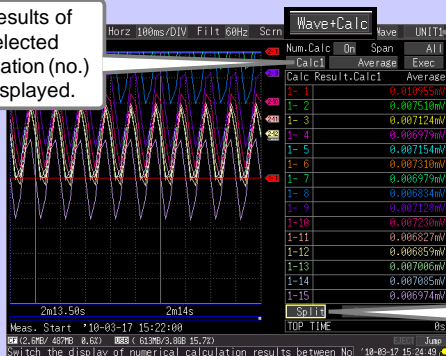 esults of
elected
ation (no.)
splayed.
Horz 100ms/DIV Filt 60Hz Scrn
Wave+Calc
Wave UNIT1
Num.Calc On Span All
Calc1 Average Exec
Calc Result.Calc1 Average
1- 1 0.010955mV
1- 2 0.007510mV
1- 3 0.007124mV
1- 4 0.006979mV
1- 5 0.007154mV
1- 6 0.007310mV
1- 7 0.006979mV
1- 8 0.006834mV
1- 9 0.007128mV
1-10 0.007230mV
1-11 0.006827mV
1-12 0.006859mV
1-13 0.007006mV
1-14 0.007085mV
1-15 0.006974mV
Split
2m13.50s 2m14s
Meas. Start '10-03-17 15:22:00
TOP TIME 0s
CF (2.6MB/ 487MB 0.6%) USB ( 613MB/3.8GB 15.7%)
EJECT Jump
Switch the display of numerical calculation results between No '10-03-17 15:24:49